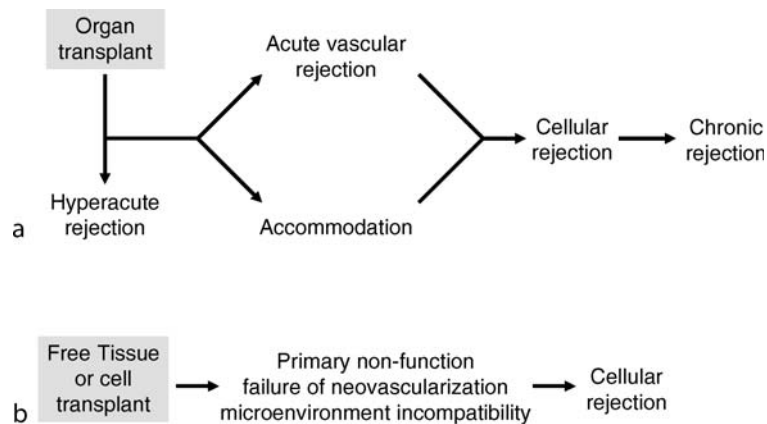 Organ
transplant
Acute vascular
rejection
Cellular
rejection
Chronic
rejection
Hyperacute
rejection
Accommodation
a
Free Tissue
or cell
transplant
Primary non-function
failure of neovascularization
microenvironment incompatibility
Cellular
rejection
b